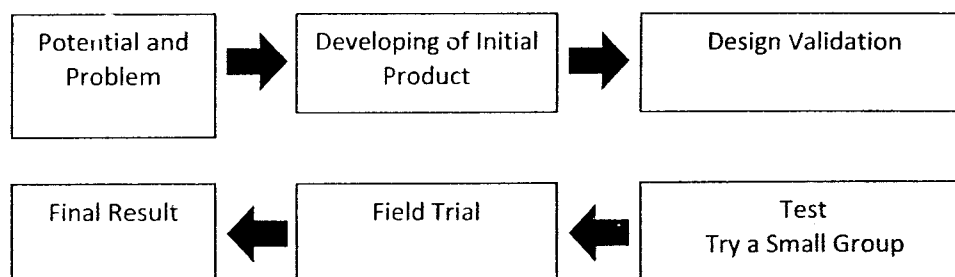 Potential and
Problem
Developing of Initial
Product
Design Validation
Final Result
Field Trial
Test
Try a Small Group